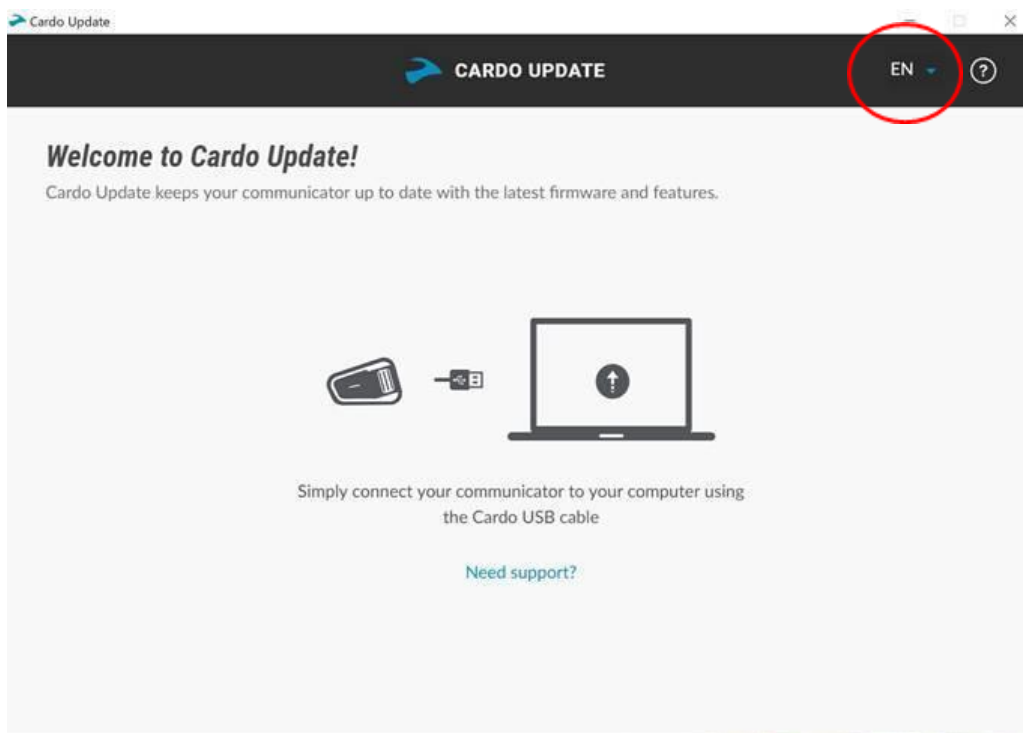 Cardo Update
CARDO UPDATE
EN
?
Welcome to Cardo Update!
Cardo Update keeps your communicator up to date with the latest firmware and features.
Simply connect your communicator to your computer using
the Cardo USB cable
Need support?